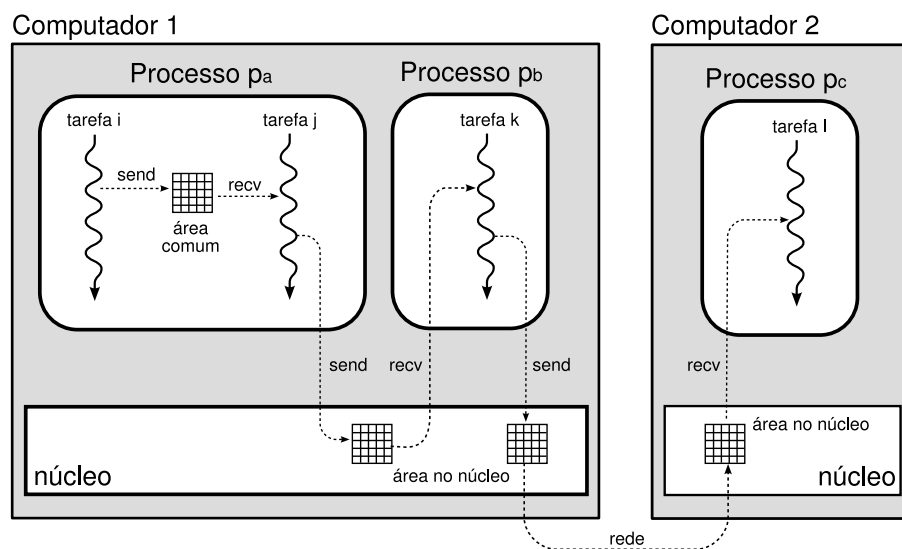 Computador 1
Computador 2
Processo pa
Processo pb
Processo pc
tarefa i
tarefa j
tarefa k
tarefa l
send
recv
área
comum
send
recv
send
recv
área no núcleo
área no núcleo
núcleo
núcleo
rede